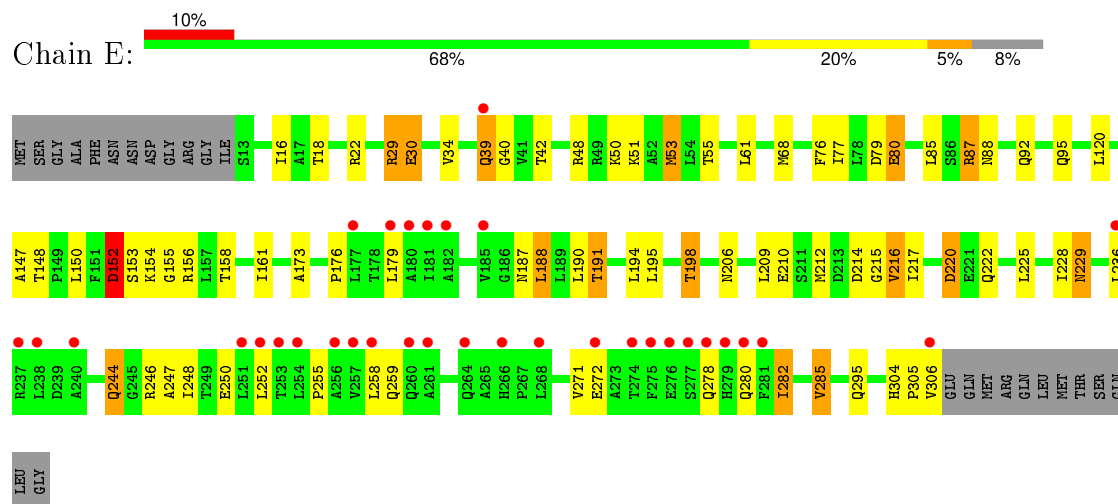 10%
Chain E:
68% 20% 5% 8%
MET SER GLY ALA PHE ASN ASN ASP GLY ARG GLY ILE S13 I16 A17 T18 R22 R29 E30 V34 Q39 G40 V41 T42 R48 R49 K50 K51 A52 M53 L54 T55 L61 M68 F76 I77 L78 D79 E80 L85 S86 R87 N88 Q92 Q95 L120
A147 T148 P149 L150 F151 D152 S153 K154 G155 R156 L157 T158 I161 A173 P176 L177 T178 L179 A180 I181 A182 V185 G186 N187 L188 L189 L190 T191 L194 L195 T198 N206 L209 E210 S211 M212 D213 D214 G215 V216 I217 D220 E221 Q222 L225 I228 N229 L236
R237 L238 D239 A240 Q244 G245 R246 A247 I248 T249 E250 L251 L252 T253 L254 P255 A256 V257 L258 Q259 Q260 A261 Q264 A265 H266 P267 L268 V271 E272 A273 T274 F275 E276 S277 Q278 H279 Q280 F281 I282 V285 Q295 H304 P305 V306 GLU GLN MET ARG GLN LEU MET THR SER GLN
LEU GLY